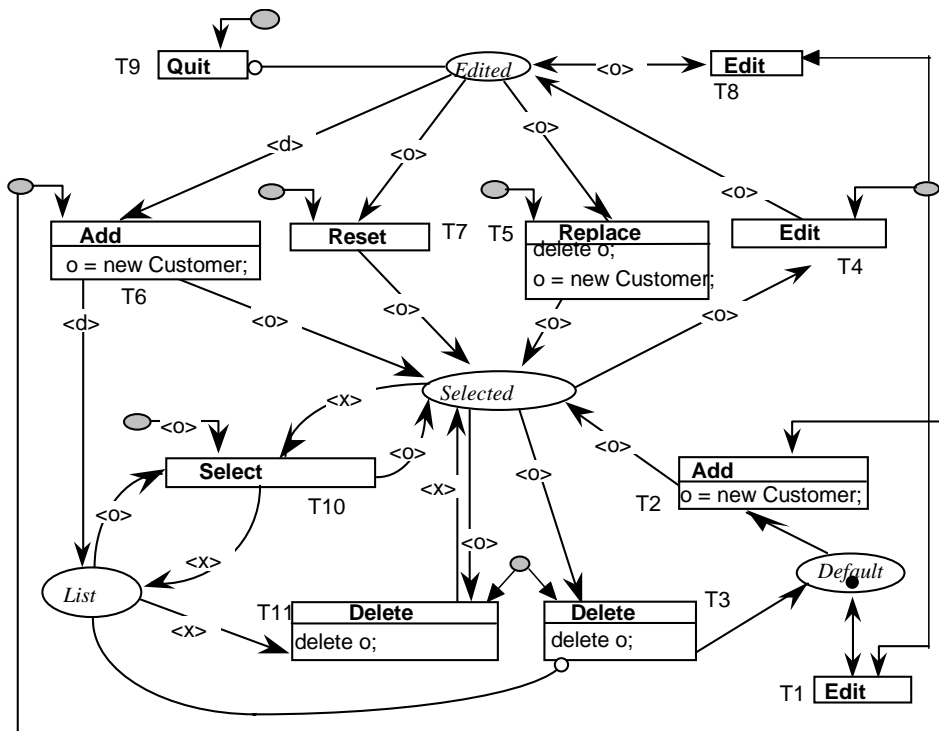 T9
Quit
Edited
<o>
Edit
T8
<d>
<o>
<o>
<o>
Add
o = new Customer;
T6
Reset
T7
T5
Replace
delete o;
o = new Customer;
Edit
T4
<d>
<o>
<o>
<o>
<o>
Selected
<x>
<o>
<o>
Select
T10
<o>
<o>
<x>
<o>
T2
Add
o = new Customer;
<o>
<x>
<o>
List
<x>
T11
Delete
delete o;
Delete
delete o;
T3
Default
T1
Edit